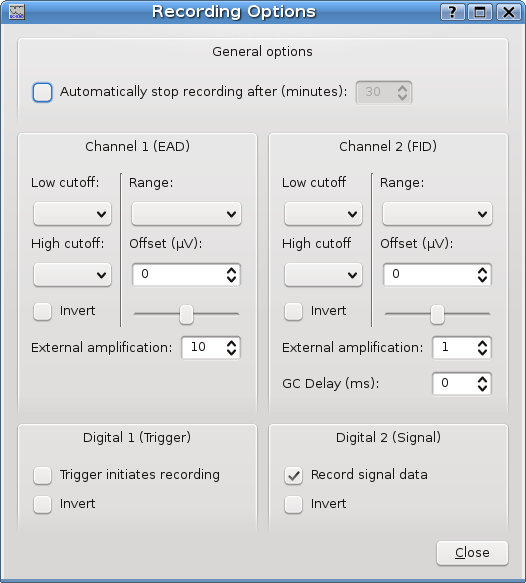 Recording Options
General options
Automatically stop recording after (minutes): 30
Channel 1 (EAD)
Low cutoff: Range:
High cutoff: Offset (µV):
0
Invert
External amplification: 10
Channel 2 (FID)
Low cutoff Range:
High cutoff Offset (µV):
0
Invert
External amplification: 1
GC Delay (ms): 0
Digital 1 (Trigger)
Trigger initiates recording
Invert
Digital 2 (Signal)
Record signal data
Invert
Close